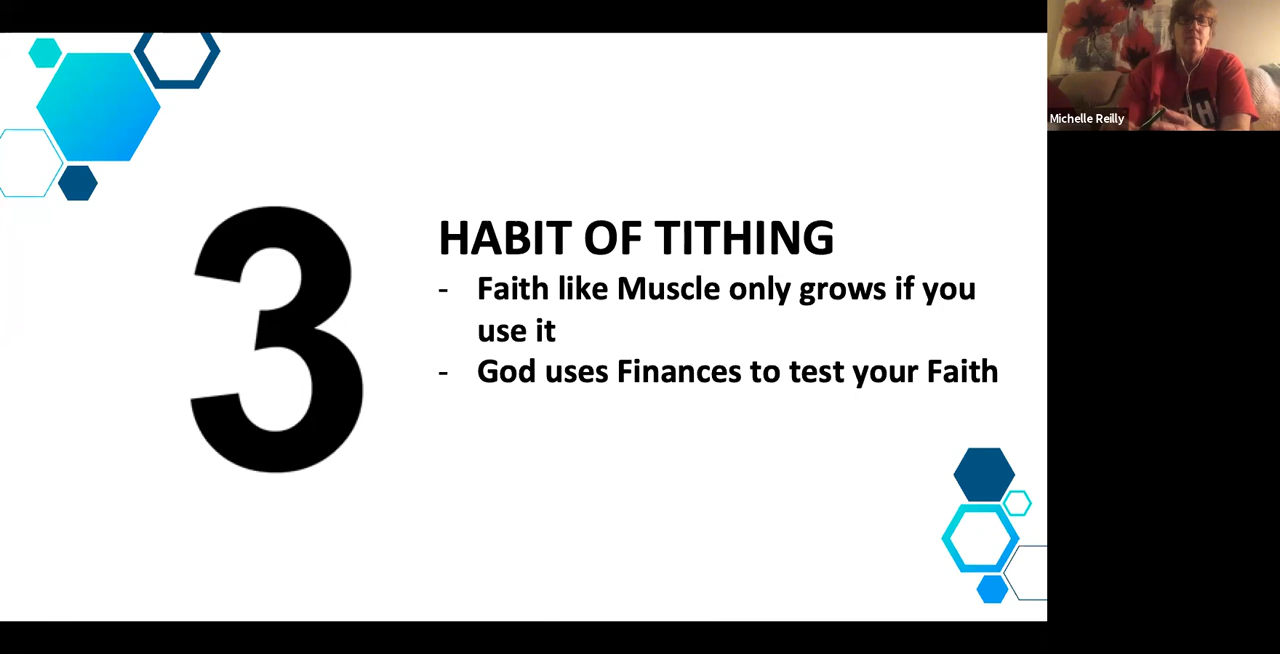 3
HABIT OF TITHING
- Faith like Muscle only grows if you
use it
- God uses Finances to test your Faith
Michelle Reilly